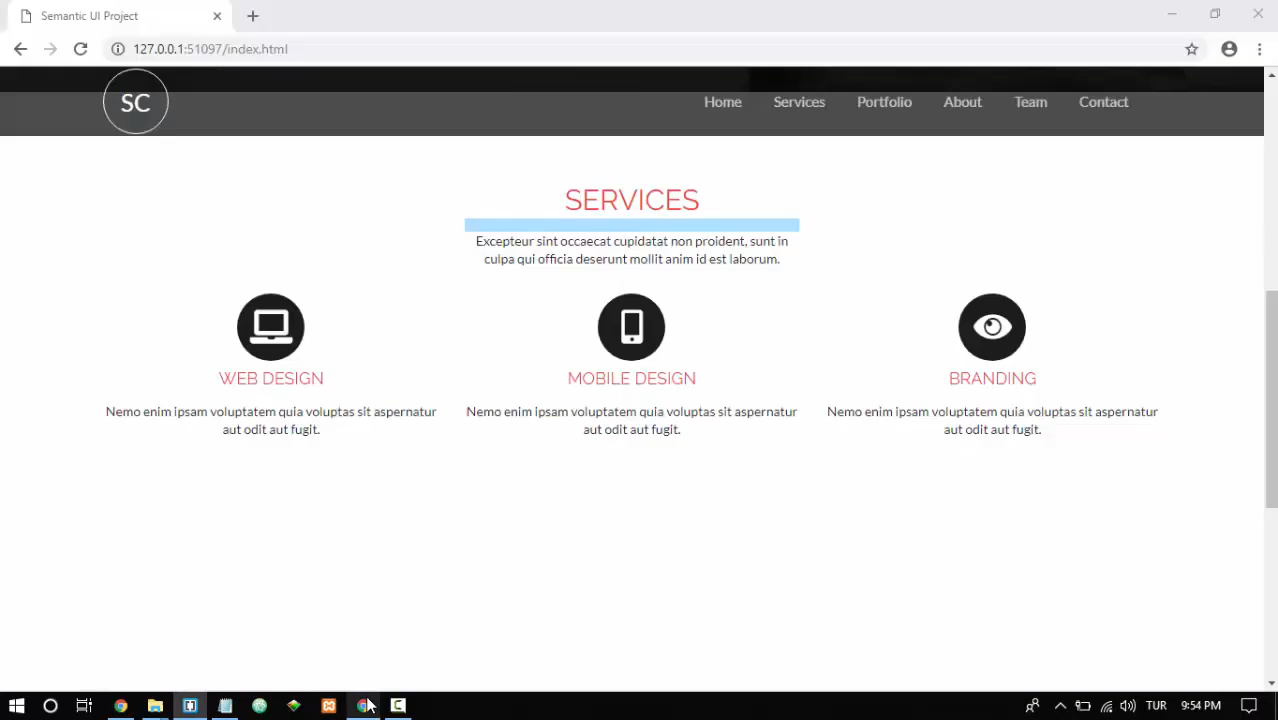 Semantic UI Project
127.0.0.1:51097/index.html
SC
Home Services Portfolio About Team Contact
SERVICES
Excepteur sint occaecat cupidatat non proident, sunt in
culpa qui officia deserunt mollit anim id est laborum.
WEB DESIGN
Nemo enim ipsam voluptatem quia voluptas sit aspernatur
aut odit aut fugit.
MOBILE DESIGN
Nemo enim ipsam voluptatem quia voluptas sit aspernatur
aut odit aut fugit.
BRANDING
Nemo enim ipsam voluptatem quia voluptas sit aspernatur
aut odit aut fugit.
TUR 9:54 PM